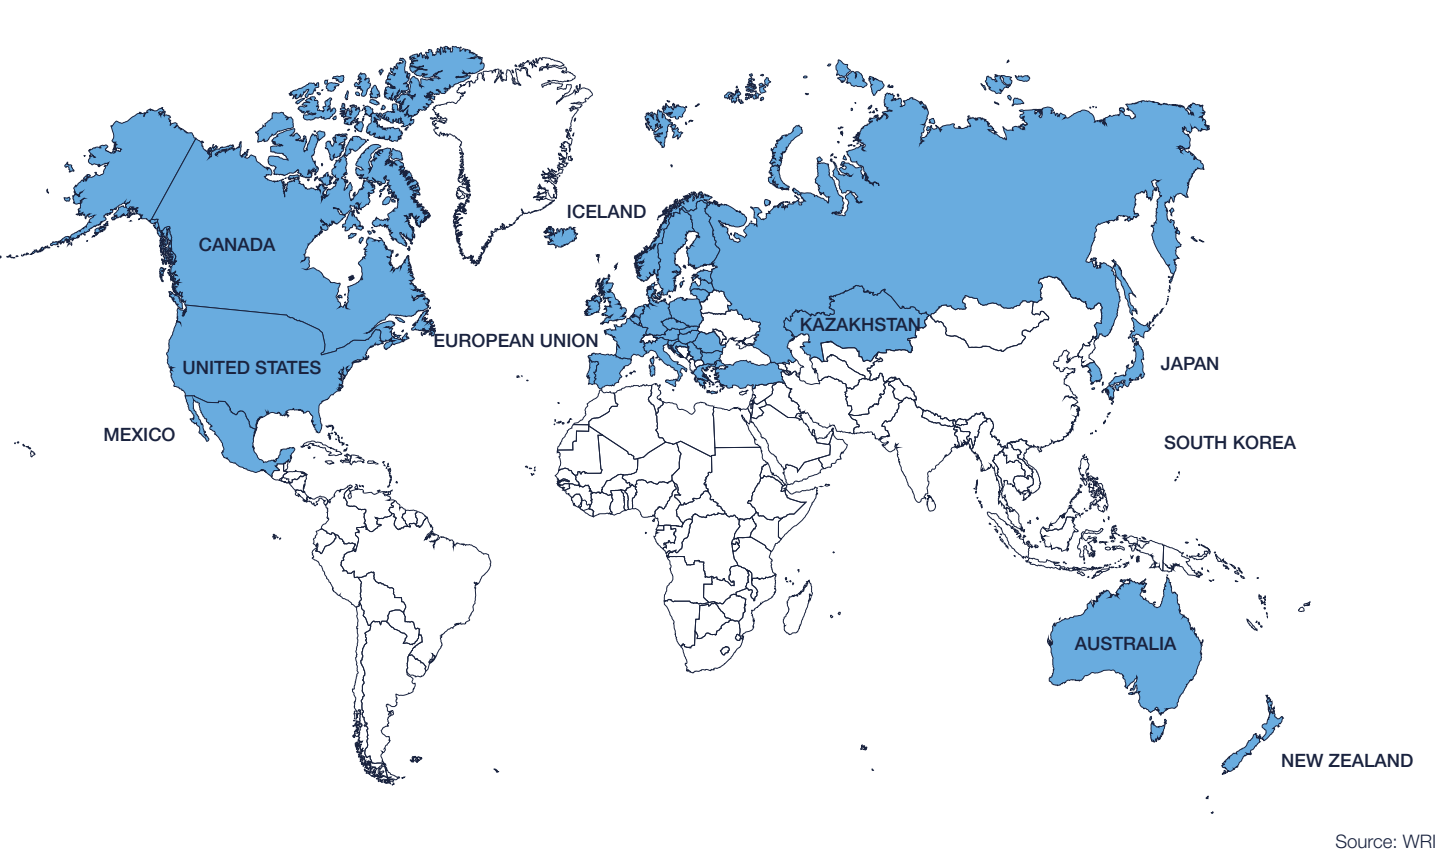 ICELAND
CANADA
KAZAKHSTAN
EUROPEAN UNION
JAPAN
UNITED STATES
MEXICO
SOUTH KOREA
AUSTRALIA
NEW ZEALAND
Source: WRI